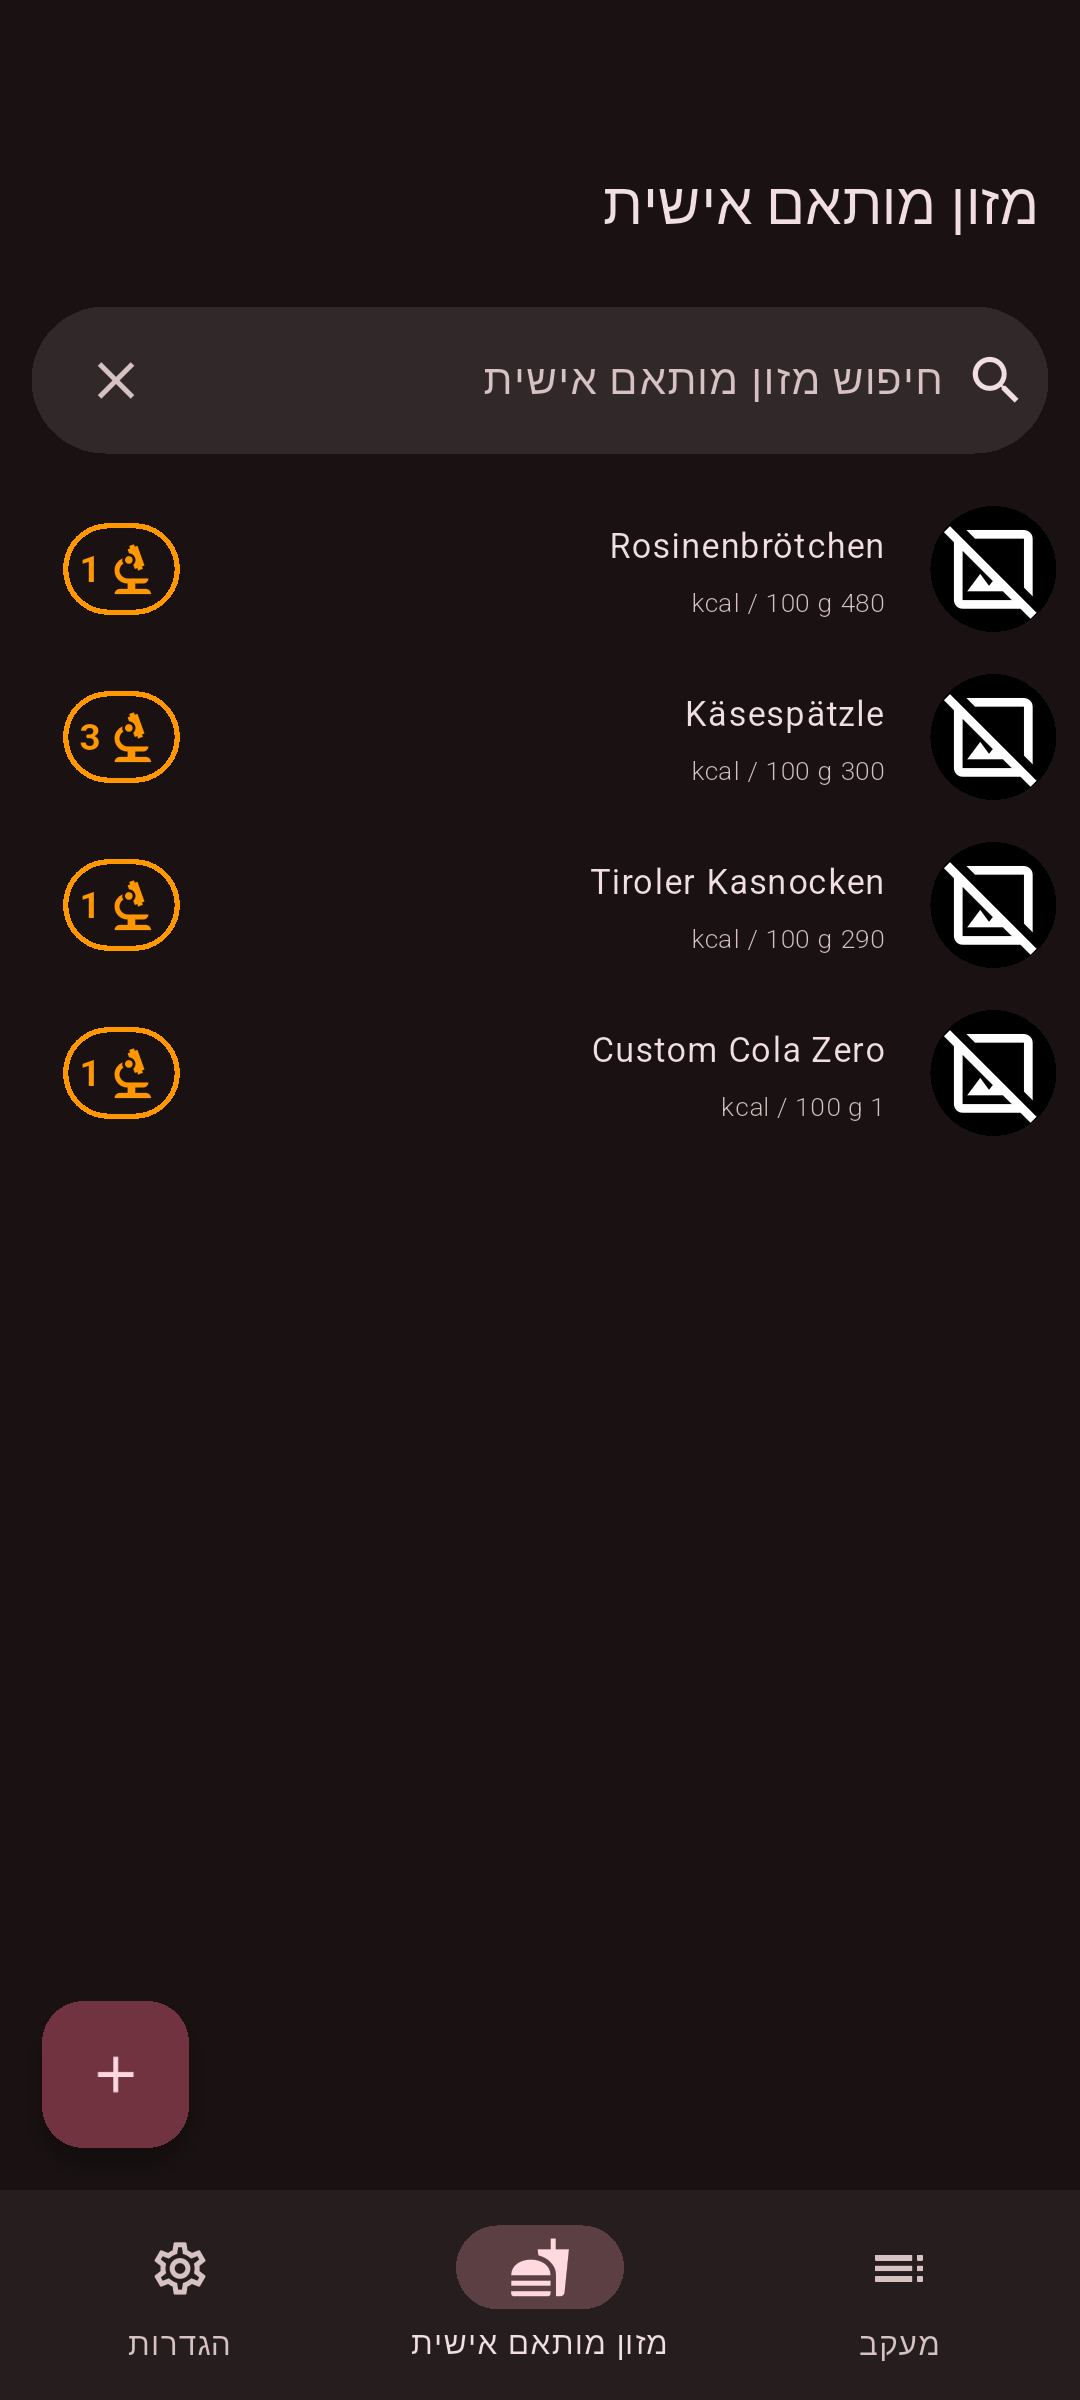 מזון מותאם אישית
חיפוש מזון מותאם אישית
Rosinenbrötchen
kcal / 100 g 480
1
Käsespätzle
kcal / 100 g 300
3
Tiroler Kasnocken
kcal / 100 g 290
1
Custom Cola Zero
kcal / 100 g 1
1
מעקב
מזון מותאם אישית
הגדרות